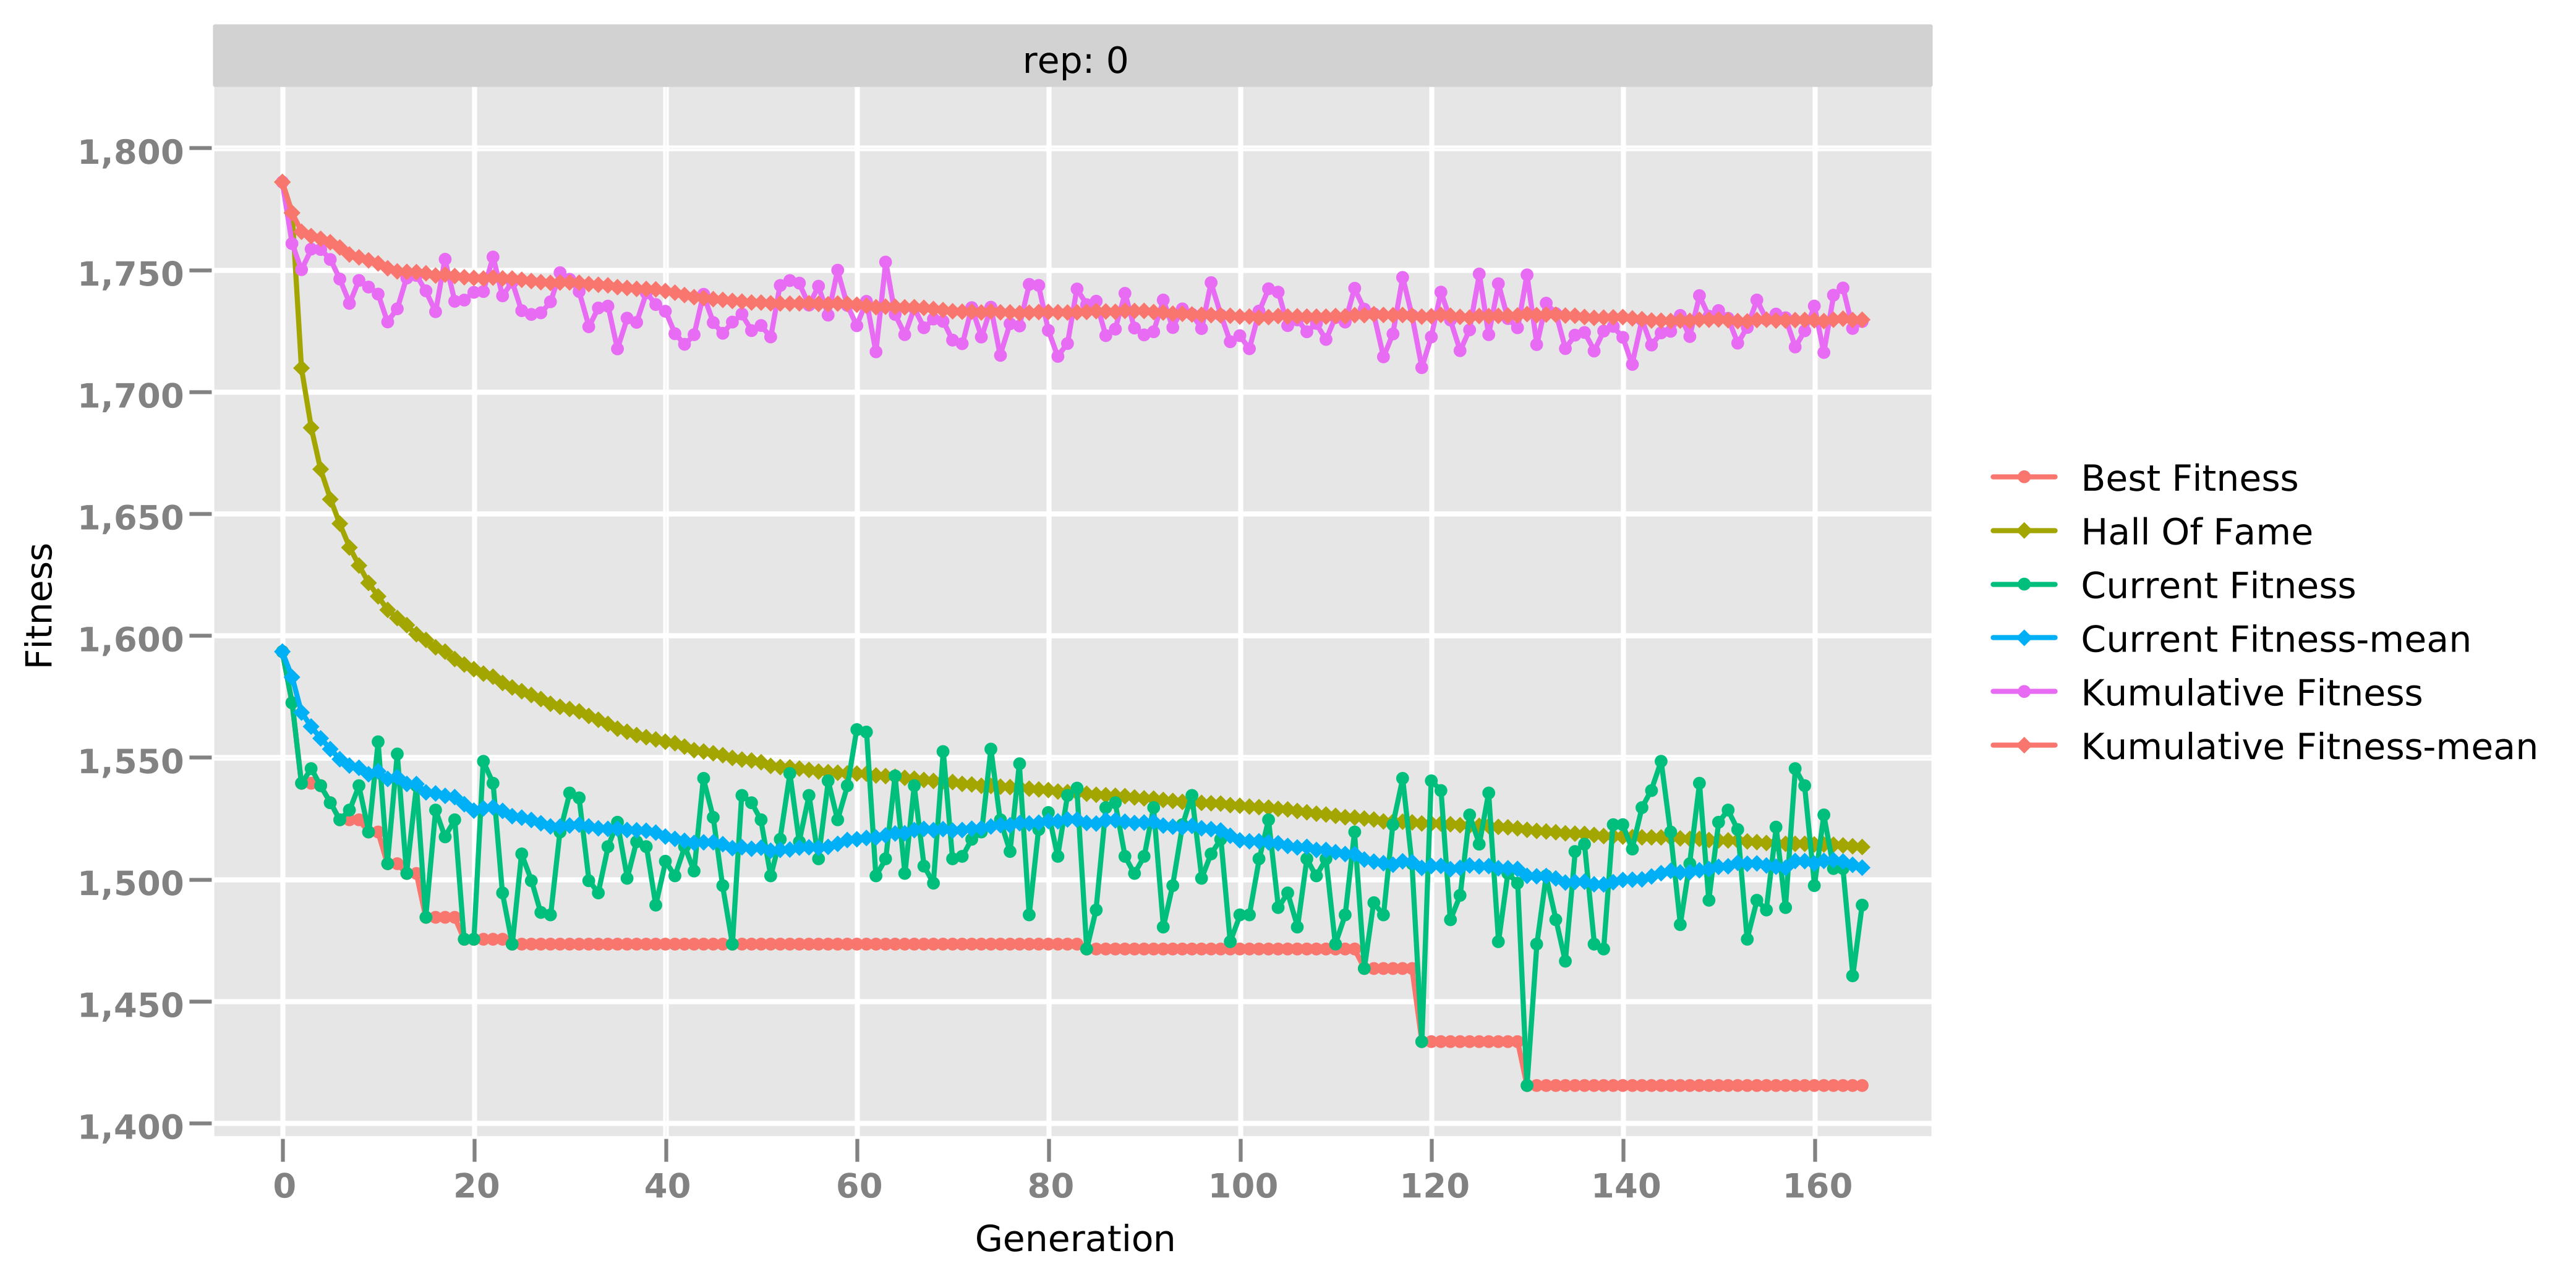 rep: 0
1,800
1,750
1,700
1,650
1,600
1,550
1,500
1,450
1,400
Fitness
0 20 40 60 80 100 120 140 160
Generation
Best Fitness
Hall Of Fame
Current Fitness
Current Fitness-mean
Kumulative Fitness
Kumulative Fitness-mean